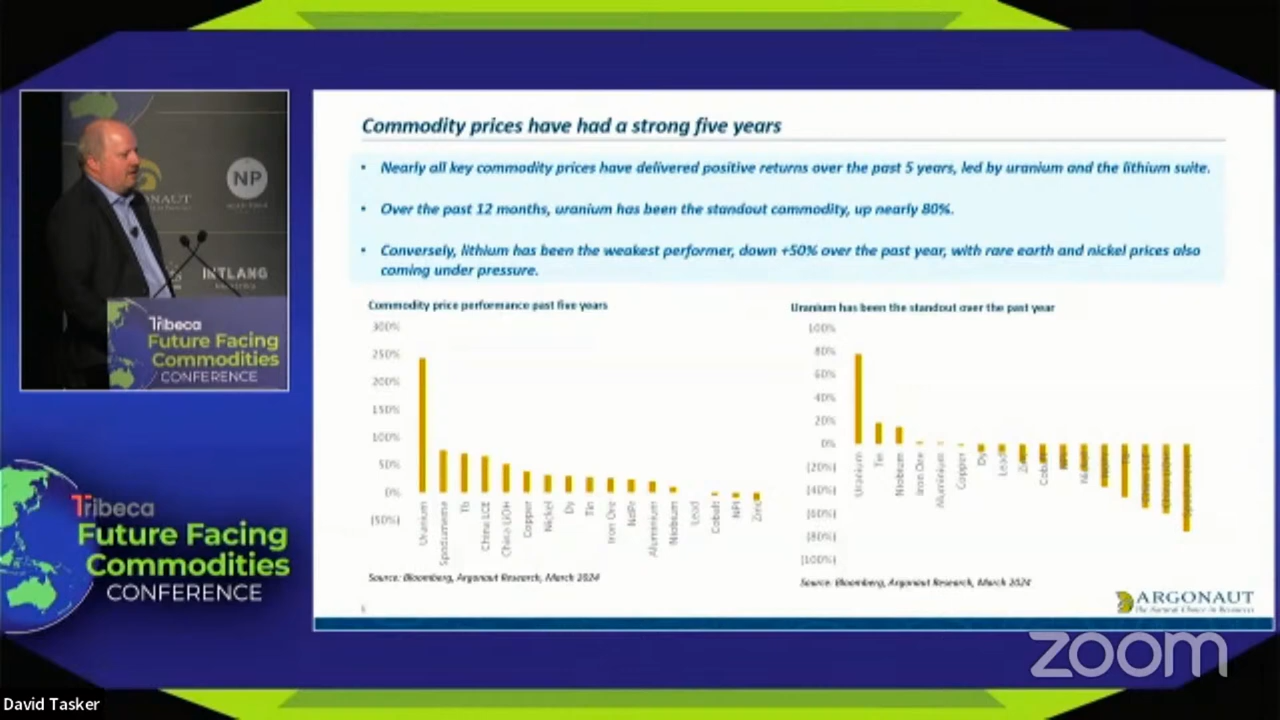 Commodity prices have had a strong five years
• Nearly all key commodity prices have delivered positive returns over the past 5 years, led by uranium and the lithium suite.
• Over the past 12 months, uranium has been the standout commodity, up nearly 80%.
• Conversely, lithium has been the weakest performer, down +50% over the past year, with rare earth and nickel prices also
coming under pressure.
Commodity price performance past five years
300%
250%
200%
150%
100%
50%
0%
(50%)
Uranium
Spodumene
Tb
China LCE
China LiOH
Copper
Nickel
Dy
Tin
Iron Ore
NdPr
Aluminium
Niobium
Lead
Cobalt
NPI
Zinc
Source: Bloomberg, Argonaut Research, March 2024
Uranium has been the standout over the past year
100%
80%
60%
40%
20%
0%
(20%)
(40%)
(60%)
(80%)
(100%)
Uranium
Tin
Niobium
Iron Ore
Aluminium
Copper
Dy
Lead
Zinc
Cobalt
Source: Bloomberg, Argonaut Research, March 2024
ARGONAUT
The Natural Choice in Resources
NP
INTLANG
Tribeca
Future Facing
Commodities
CONFERENCE
Tribeca
Future Facing
Commodities
CONFERENCE
zoom
David Tasker